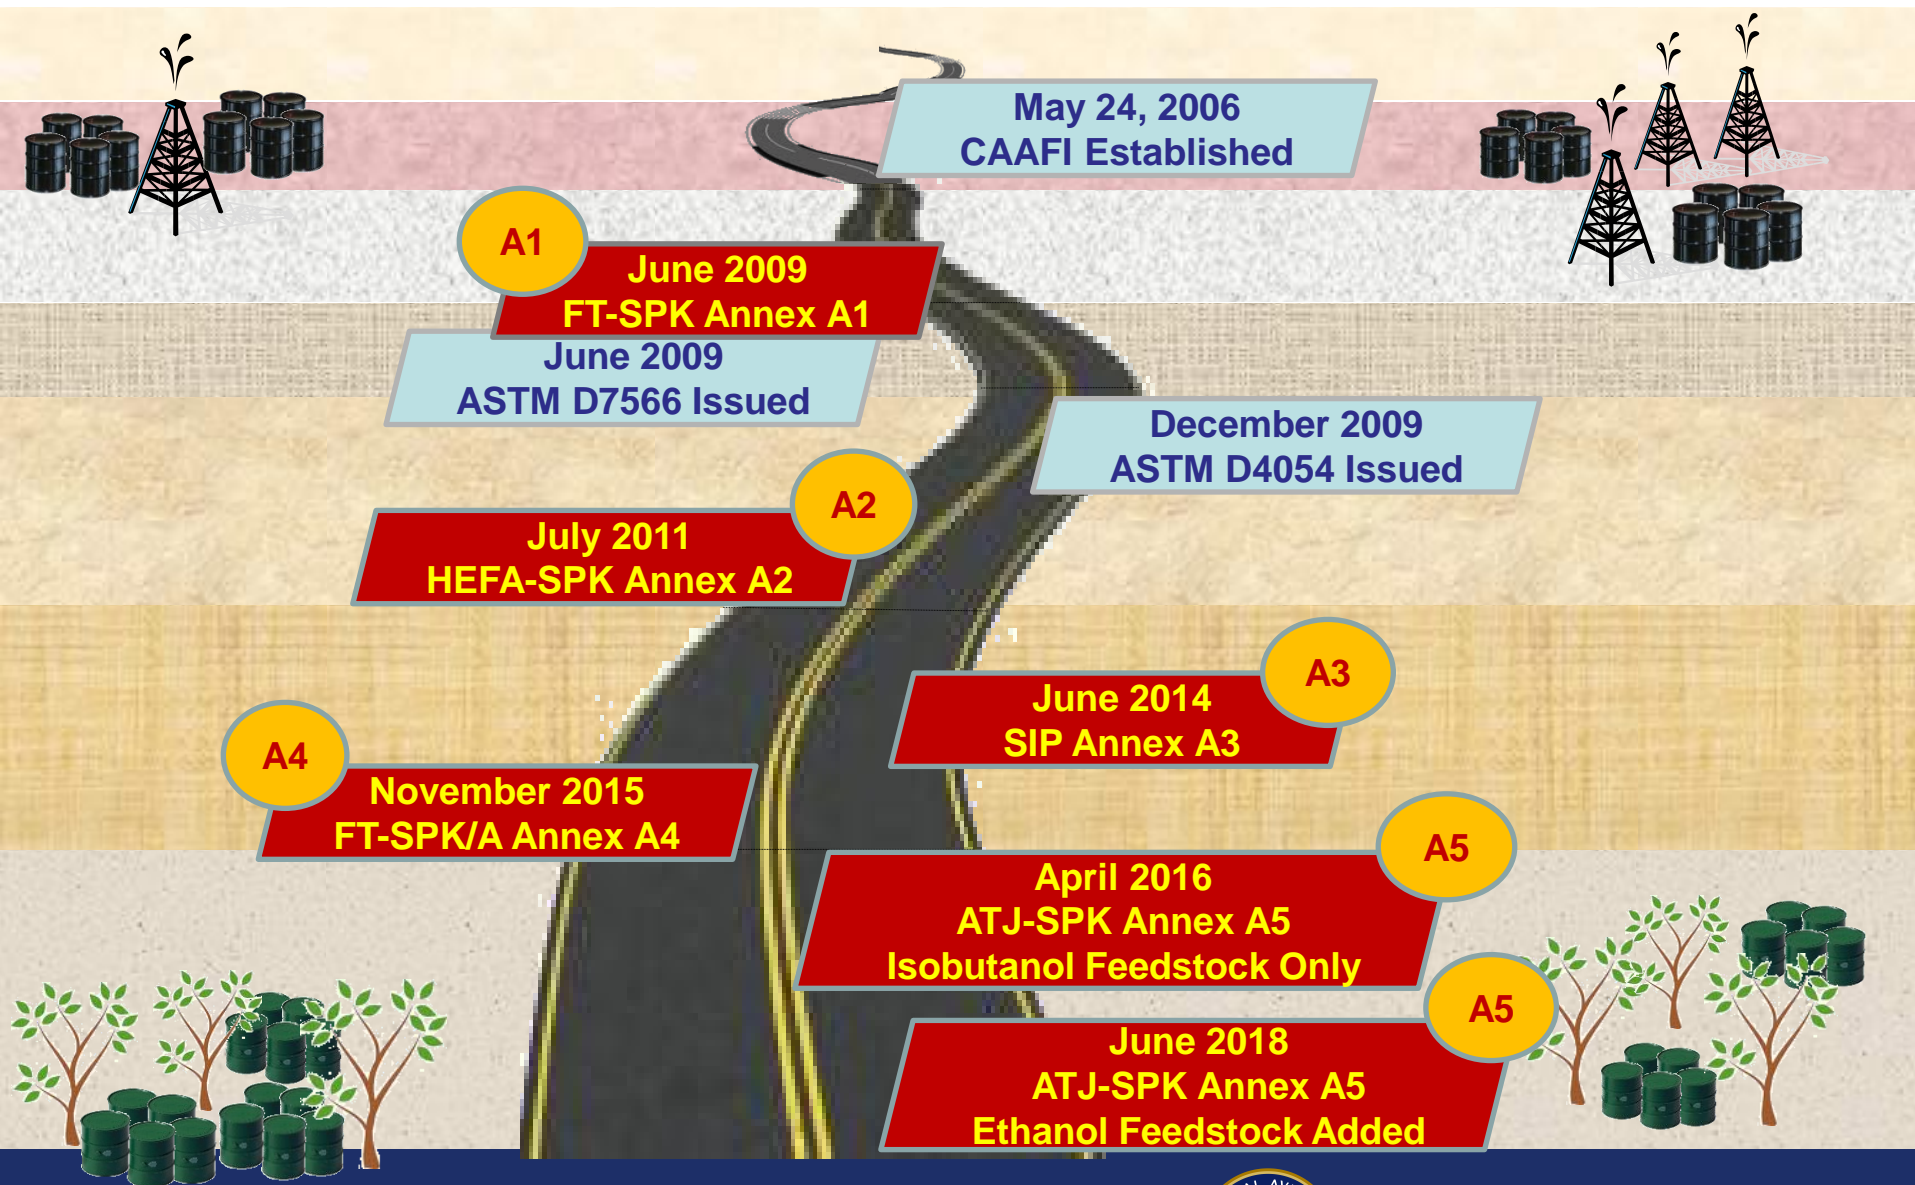 May 24, 2006
CAAFI Established
A1
June 2009
FT-SPK Annex A1
June 2009
ASTM D7566 Issued
December 2009
ASTM D4054 Issued
A2
July 2011
HEFA-SPK Annex A2
A3
June 2014
SIP Annex A3
A4
November 2015
FT-SPK/A Annex A4
A5
April 2016
ATJ-SPK Annex A5
Isobutanol Feedstock Only
A5
June 2018
ATJ-SPK Annex A5
Ethanol Feedstock Added